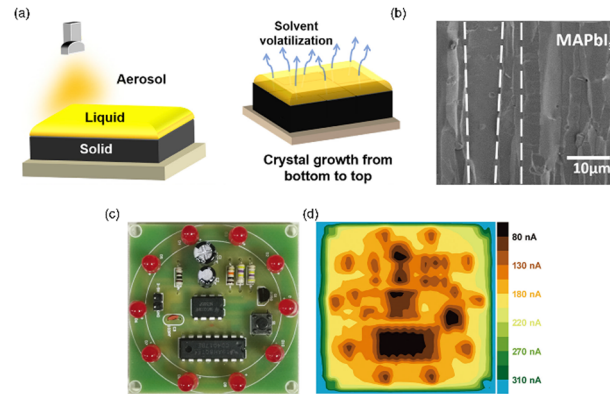 (a)
Aerosol
Liquid
Solid
Solvent
volatilization
Crystal growth from
bottom to top
(b)
MAPbI
10μm
(c)
(d)
80 nA
130 nA
180 nA
220 nA
270 nA
310 nA